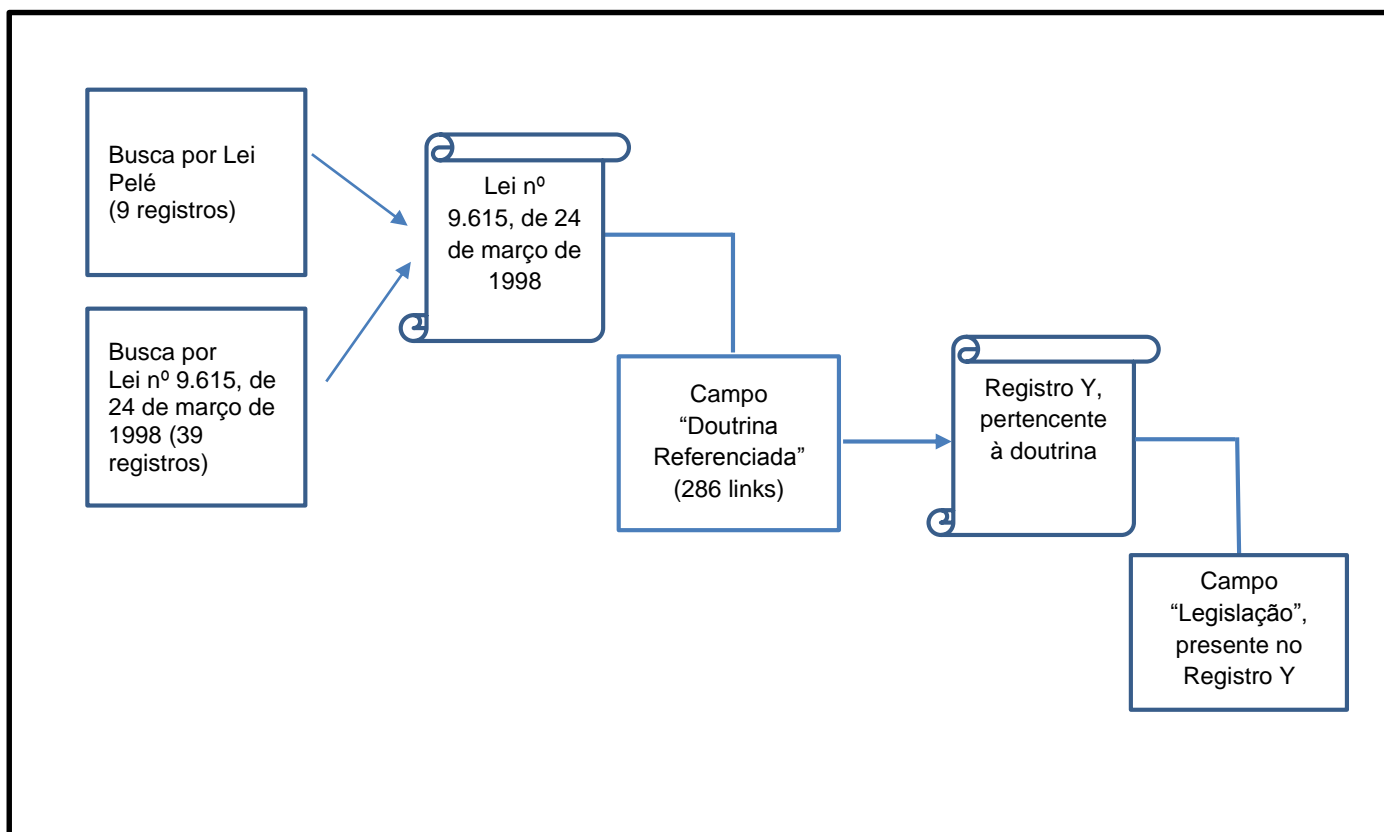 Busca por Lei
Pelé
(9 registros)
Busca por
Lei nº 9.615, de
24 de março de
1998 (39
registros)
Lei nº
9.615, de 24
de março de
1998
Campo
“Doutrina
Referenciada”
(286 links)
Registro Y,
pertencente
à doutrina
Campo
“Legislação”,
presente no
Registro Y